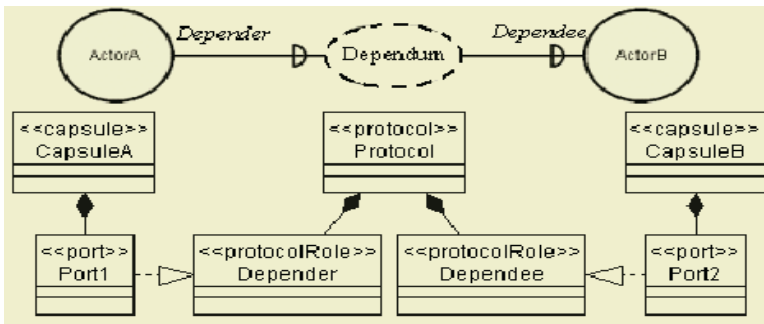 Depender
Dependee
ActorA
Dependum
ActorB
<<capsule>>
CapsuleA
<<protocol>>
Protocol
<<capsule>>
CapsuleB
<<port>>
Port1
<<protocolRole>>
Depender
<<protocolRole>>
Dependee
<<port>>
Port2